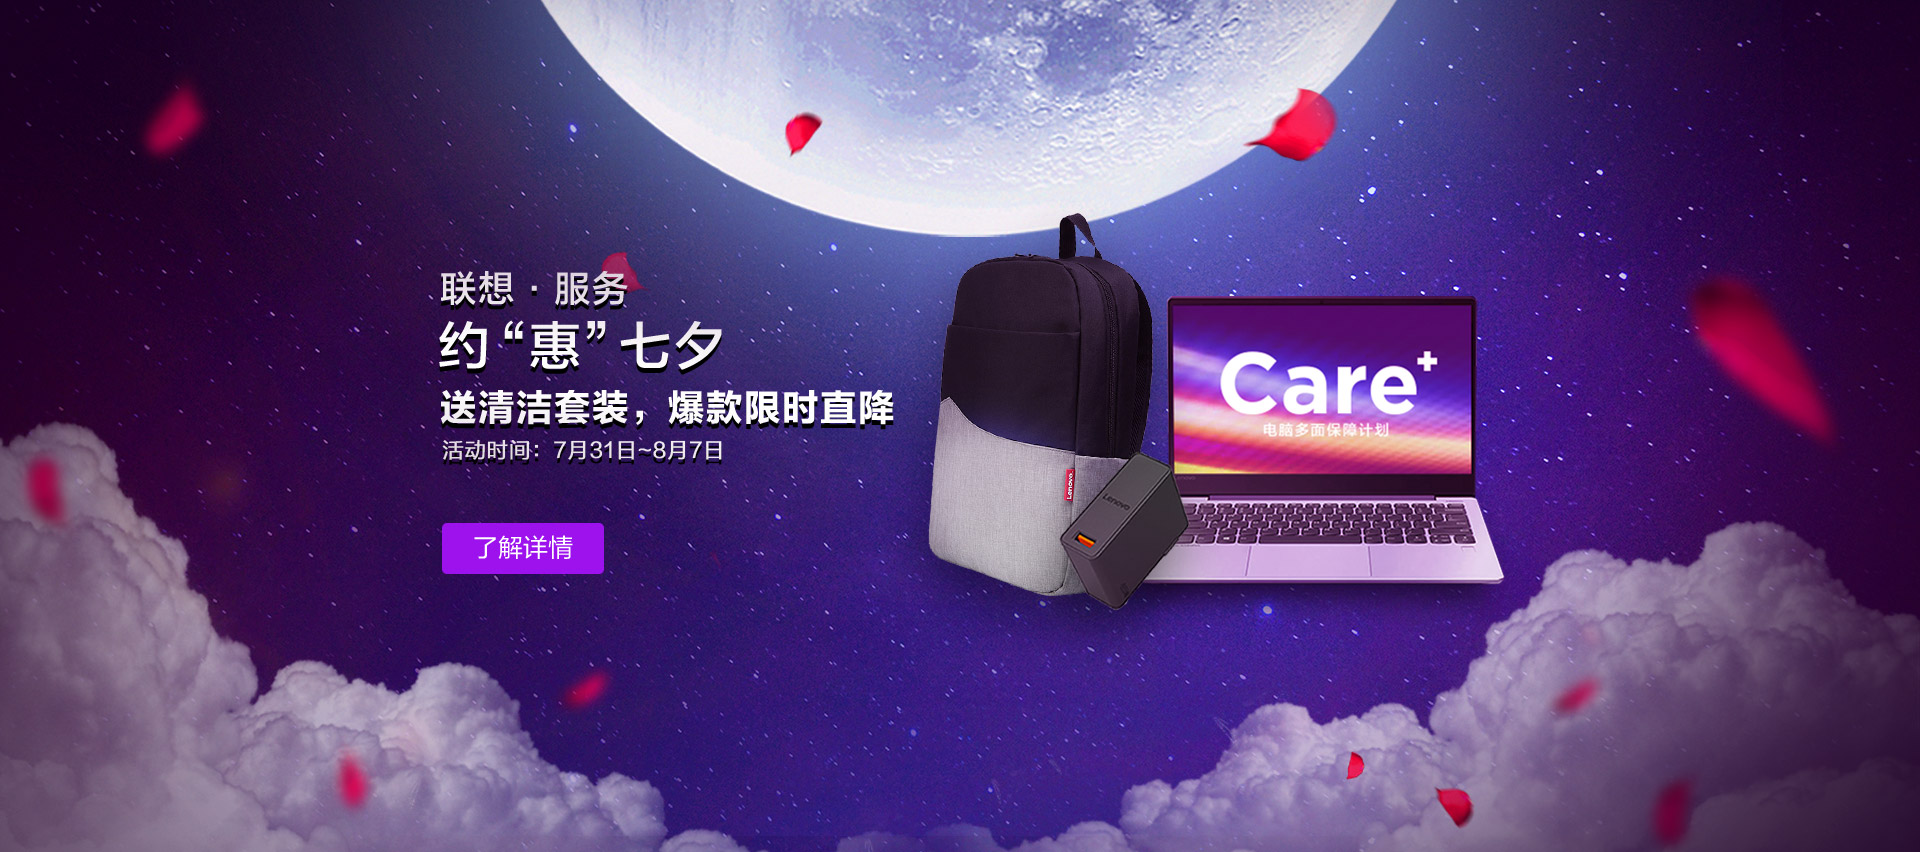 联想 · 服务
约“惠”七夕
送清洁套装，爆款限时直降
活动时间：7月31日~8月7日
了解详情
Lenovo
Lenovo
Care+
电脑多面保障计划